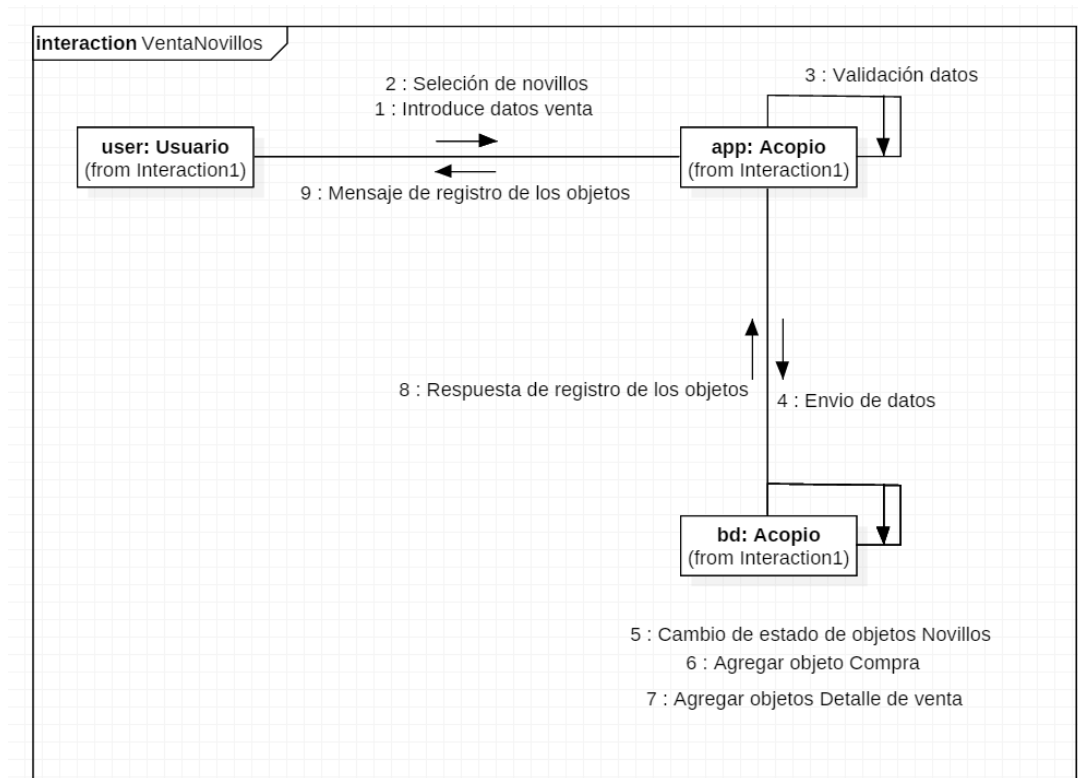 interaction VentaNovillos
2 : Seleción de novillos
1 : Introduce datos venta
3 : Validación datos
user: Usuario
(from Interaction1)
app: Acopio
(from Interaction1)
9 : Mensaje de registro de los objetos
8 : Respuesta de registro de los objetos
4 : Envio de datos
bd: Acopio
(from Interaction1)
5 : Cambio de estado de objetos Novillos
6 : Agregar objeto Compra
7 : Agregar objetos Detalle de venta